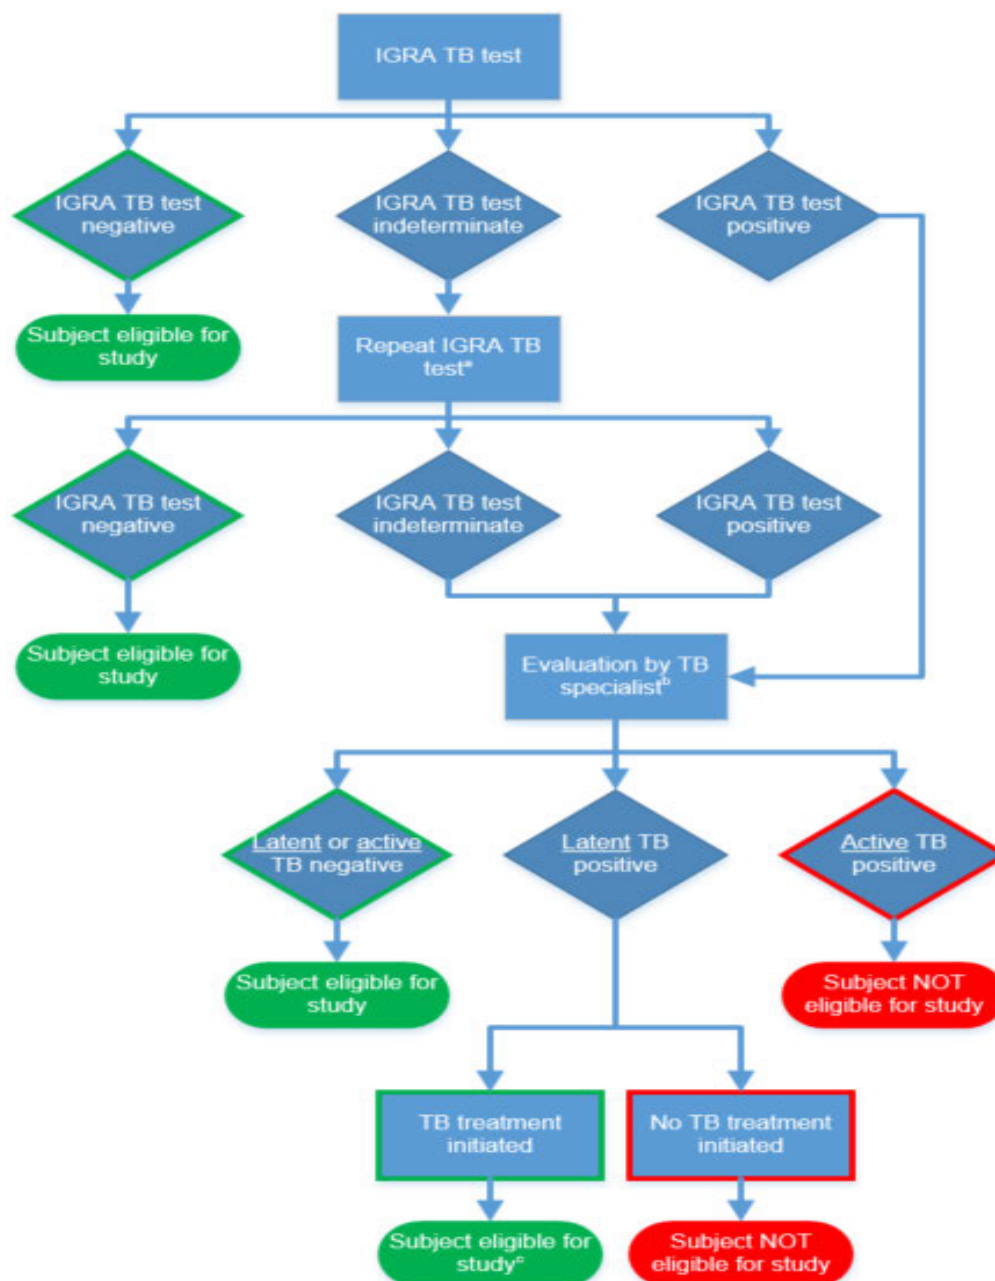 IGRA TB test
IGRA TB test
negative
IGRA TB test
indeterminate
IGRA TB test
positive
Subject eligible for
study
Repeat IGRA TB
testᵃ
IGRA TB test
negative
IGRA TB test
indeterminate
IGRA TB test
positive
Subject eligible for
study
Evaluation by TB
specialistᵇ
Latent or active
TB negative
Latent TB
positive
Active TB
positive
Subject eligible for
study
Subject NOT
eligible for study
TB treatment
initiated
No TB treatment
initiated
Subject eligible for
studyᶜ
Subject NOT
eligible for study